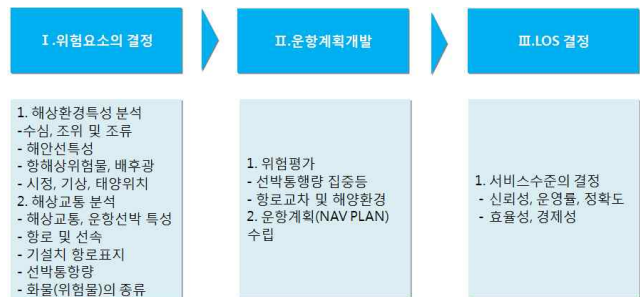 Ⅰ.위험요소의 결정
1. 해상환경특성 분석
-수심, 조위 및 조류
- 해안선특성
- 항해상위험물, 배후광
- 시정, 기상, 태양위치
2. 해상교통 분석
- 해상교통, 운항선박 특성
- 항로 및 선속
- 기설치 항로표지
- 선박통항량
- 화물(위험물)의 종류
Ⅱ.운항계획개발
1. 위험평가
- 선박통행량 집중등
- 항로교차 및 해양환경
2. 운항계획(NAV PLAN)
수립
Ⅲ.LOS 결정
1. 서비스수준의 결정
- 신뢰성, 운영률, 정확도
- 효율성, 경제성